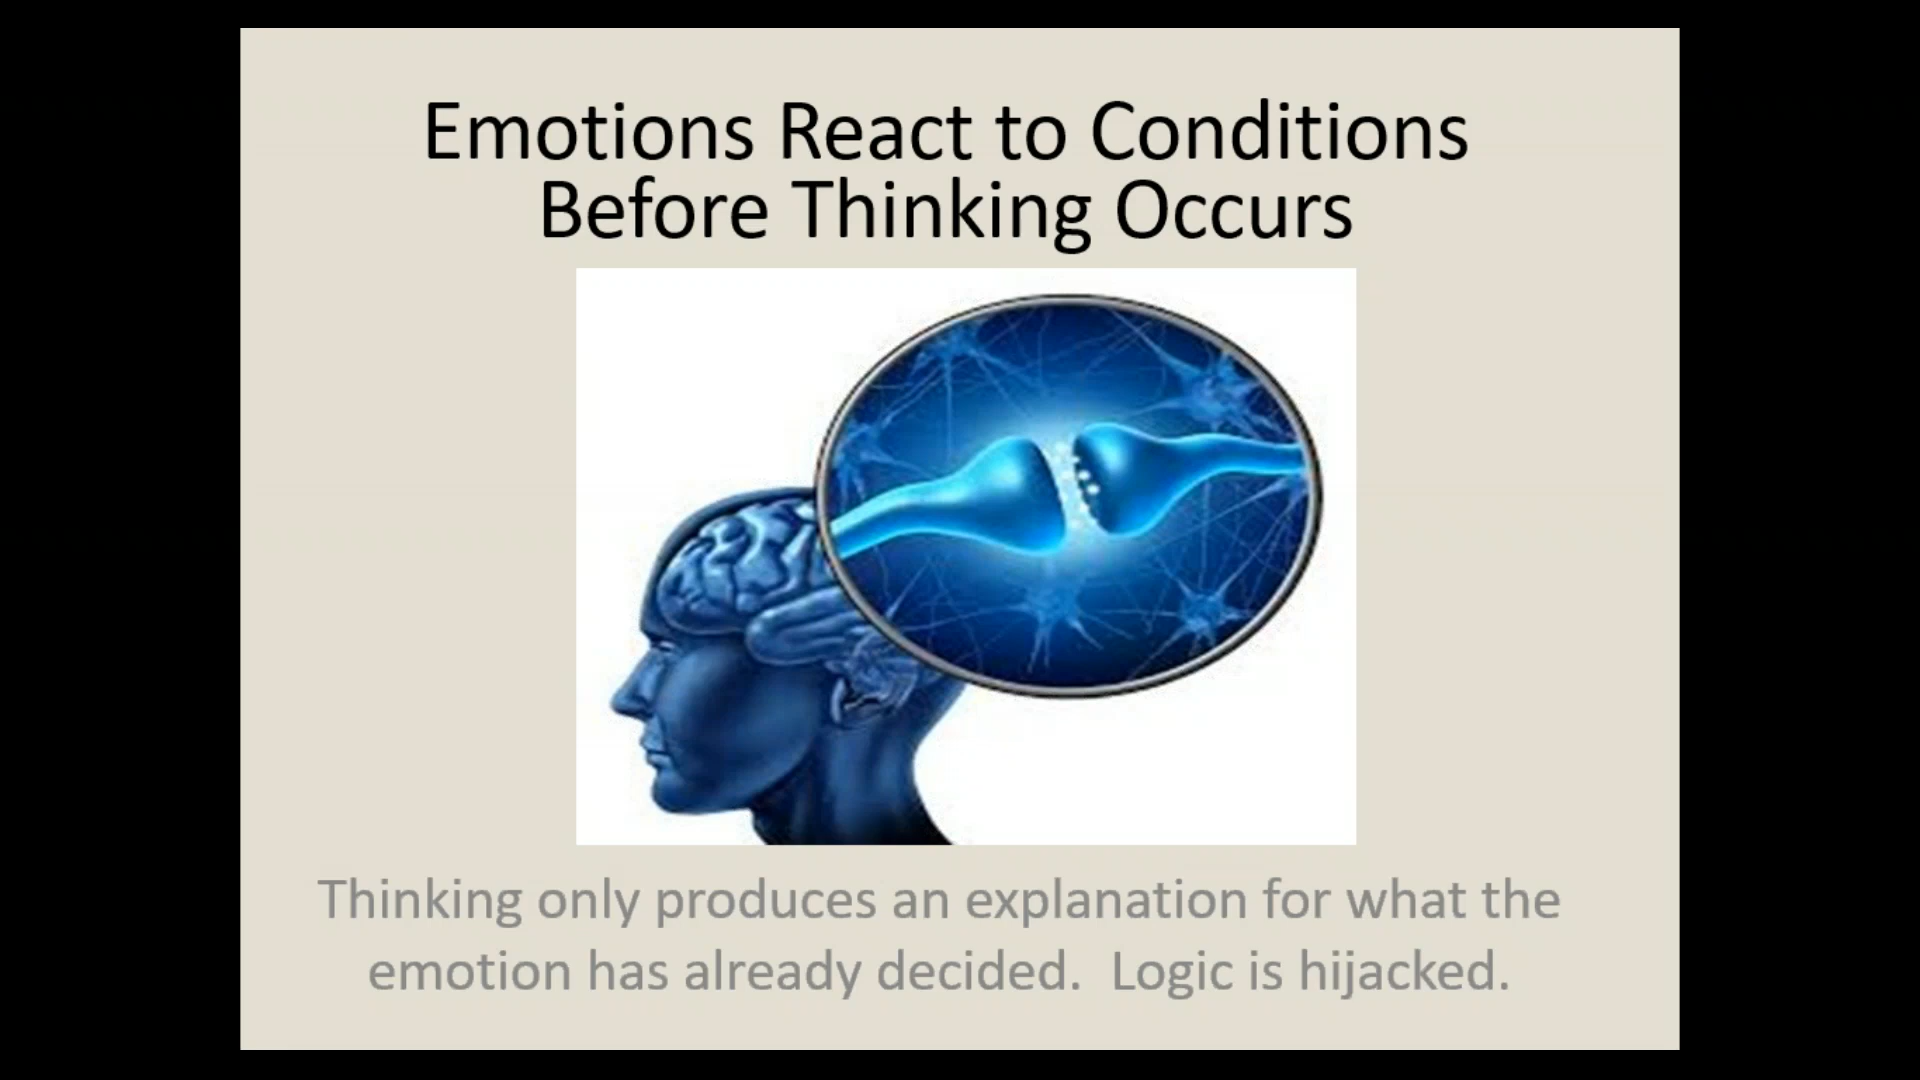 Emotions React to Conditions
Before Thinking Occurs
Thinking only produces an explanation for what the
emotion has already decided.  Logic is hijacked.